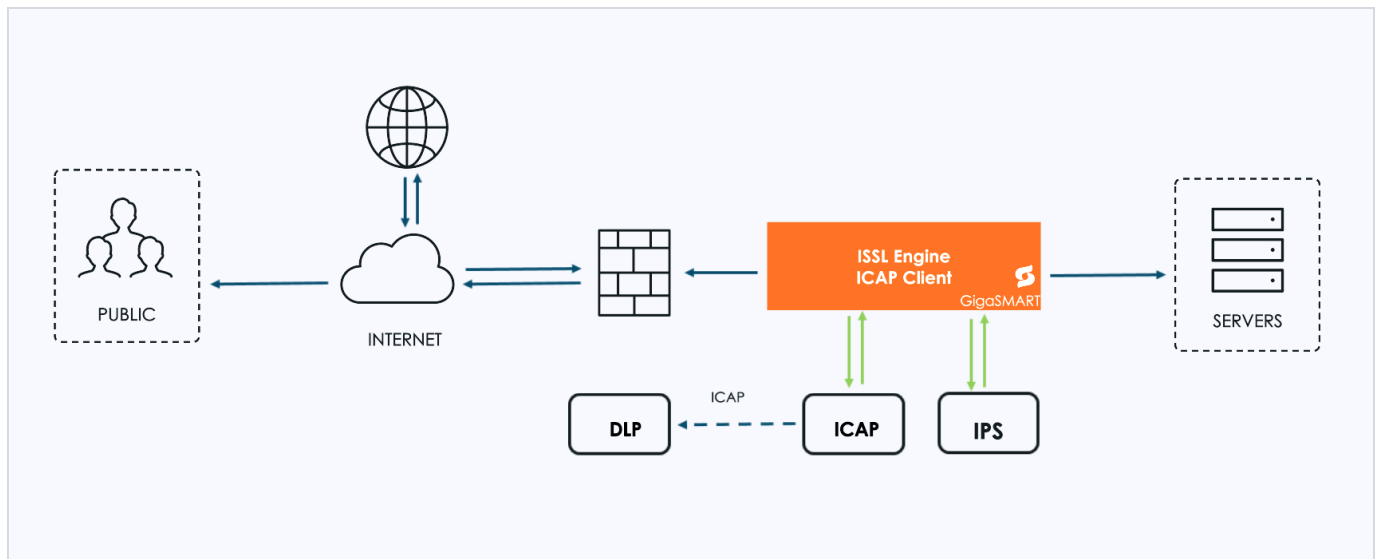 PUBLIC
INTERNET
ISSL Engine
ICAP Client
GigaSMART
SERVERS
ICAP
DLP
ICAP
IPS